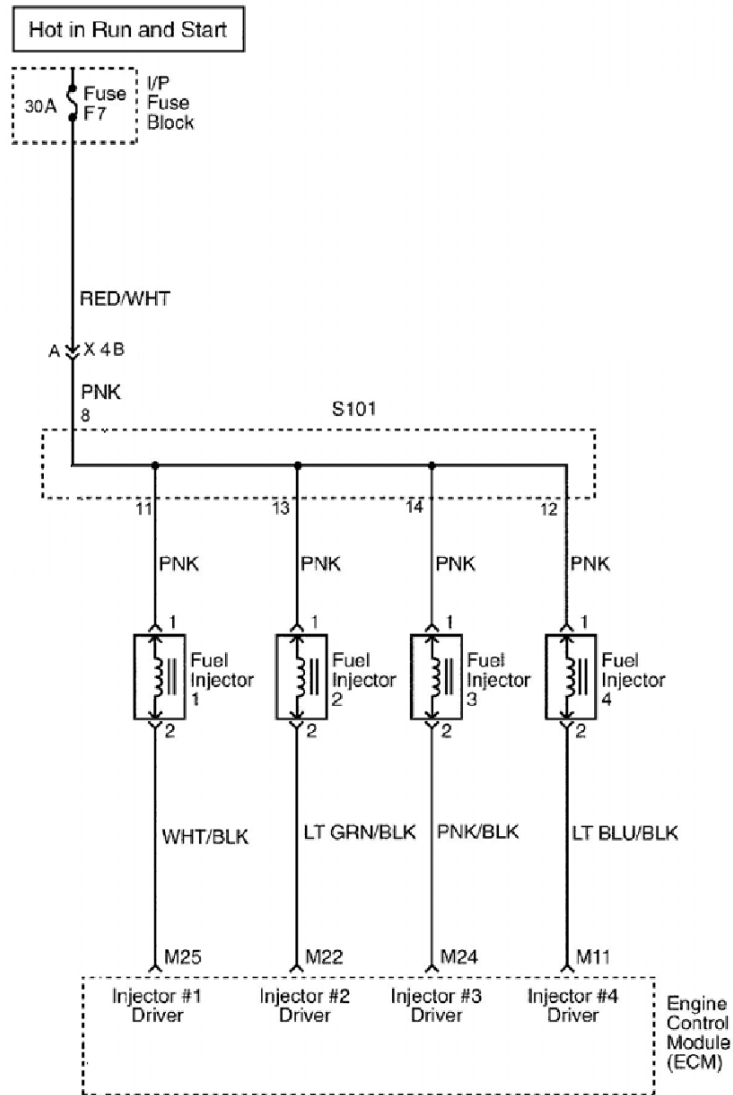 Hot in Run and Start
30A
Fuse
F7
I/P
Fuse
Block
RED/WHT
A
X 4B
PNK
8
S101
11
13
14
12
PNK
PNK
PNK
PNK
1
1
1
1
Fuel
Injector
1
Fuel
Injector
2
Fuel
Injector
3
Fuel
Injector
4
2
2
2
2
WHT/BLK
LT GRN/BLK
PNK/BLK
LT BLU/BLK
M25
M22
M24
M11
Injector #1
Driver
Injector #2
Driver
Injector #3
Driver
Injector #4
Driver
Engine
Control
Module
(ECM)